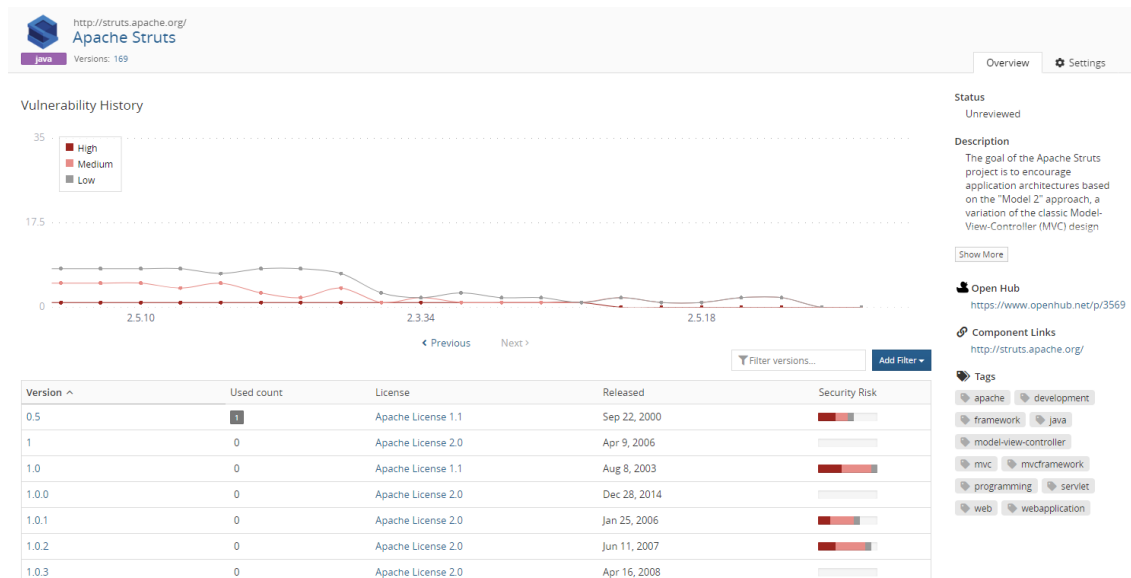 http://struts.apache.org/
Apache Struts
java Versions: 169
Overview Settings
Vulnerability History
35
High
Medium
Low
17.5
0
2.5.10 2.3.34 2.5.18
Previous Next
Filter versions... Add Filter
Version Used count License Released Security Risk
0.5 1 Apache License 1.1 Sep 22, 2000
1 0 Apache License 2.0 Apr 9, 2006
1.0 0 Apache License 1.1 Aug 8, 2003
1.0.0 0 Apache License 2.0 Dec 28, 2014
1.0.1 0 Apache License 2.0 Jan 25, 2006
1.0.2 0 Apache License 2.0 Jun 11, 2007
1.0.3 0 Apache License 2.0 Apr 16, 2008
Status
Unreviewed
Description
The goal of the Apache Struts
project is to encourage
application architectures based
on the "Model 2" approach, a
variation of the classic Model-
View-Controller (MVC) design
Show More
Open Hub
https://www.openhub.net/p/3569
Component Links
http://struts.apache.org/
Tags
apache development
framework java
model-view-controller
mvc mvcframework
programming servlet
web webapplication